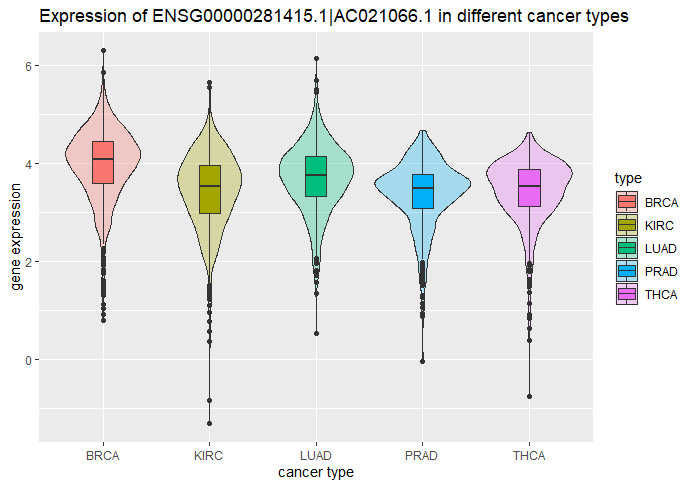 Expression of ENSG00000281415.1|AC021066.1 in different cancer types
6
4
2
0
gene expression
BRCA KIRC LUAD PRAD THCA
cancer type
type
BRCA
KIRC
LUAD
PRAD
THCA